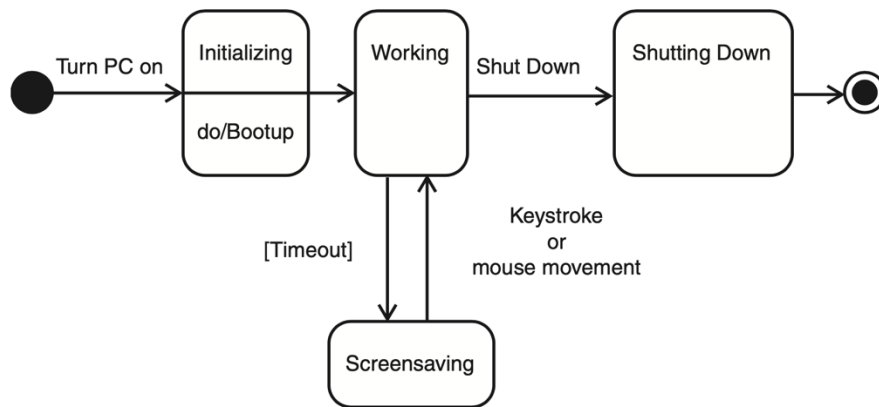 Turn PC on
Initializing
do/Bootup
Working
Shut Down
Shutting Down
[Timeout]
Keystroke
or
mouse movement
Screensaving